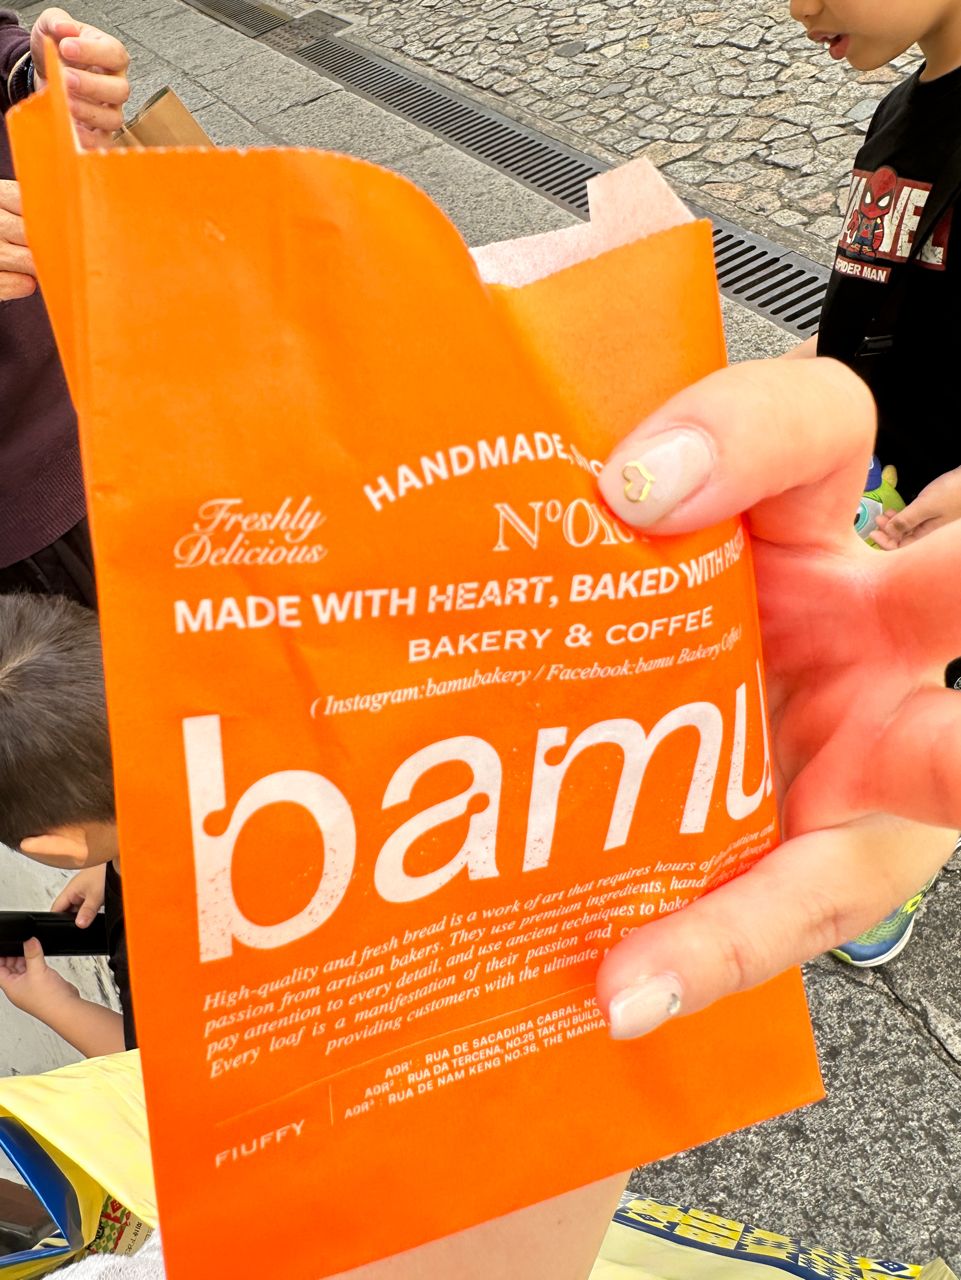 MARVEL
SPIDER MAN
HANDMADE,
Freshly
Delicious
MADE WITH HEART, BAKED WITH
BAKERY & COFFEE
(Instagram:bamubakery / Facebook:bamu Bakery Coffee)
bamu
High-quality and fresh bread is a work of art that requires hours of
passion from artisan bakers. They use premium ingredients, hand
pay attention to every detail, and use ancient techniques to bake
Every loaf is a manifestation of their passion and
providing customers with the ultimate
ADR¹ : RUA DE SACADURA CABRAL,
ADR² : RUA DA TERCENA, NO.25 TAK FU
ADR³ : RUA DE NAM KENG NO.36, THE
FIUFFY